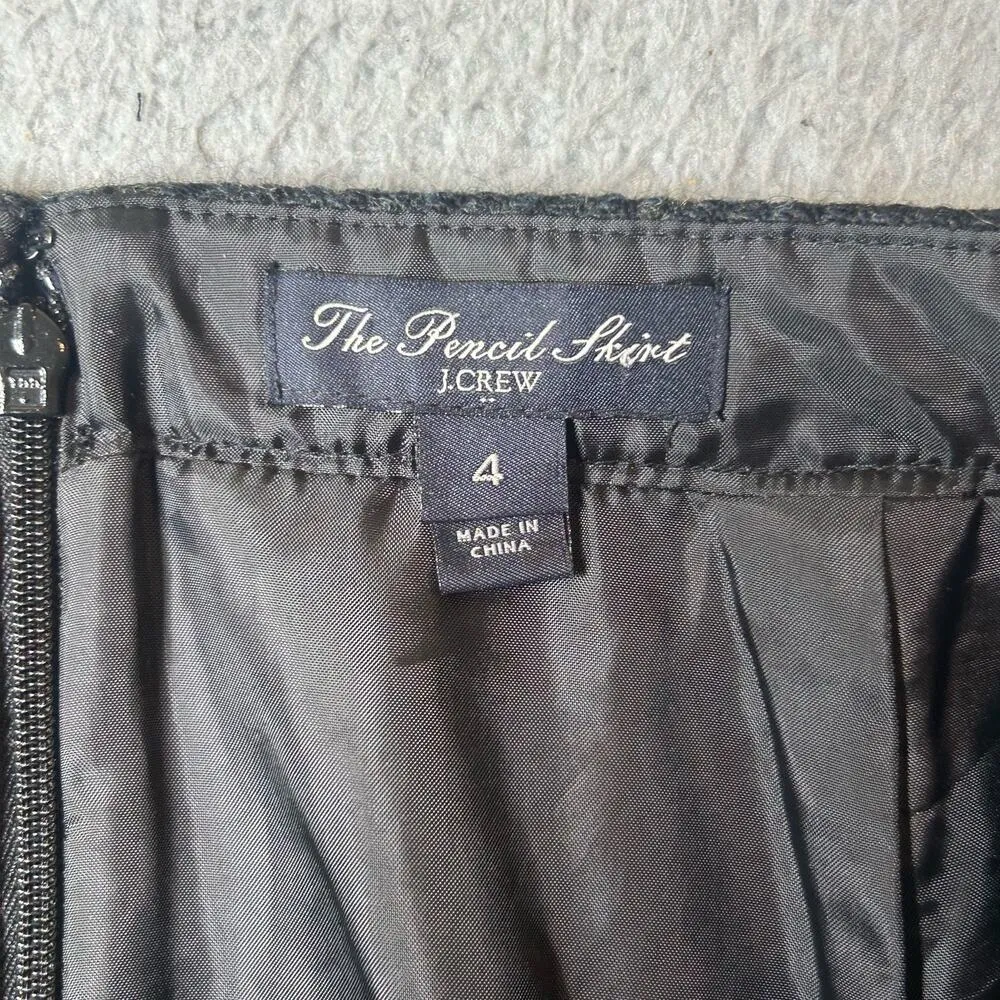 The Pencil Skirt
J.CREW
4
MADE IN
CHINA